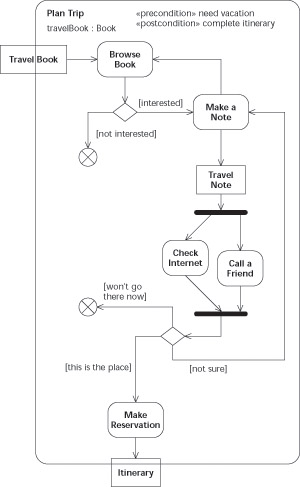 Plan Trip
«precondition» need vacation
travelBook : Book
«postcondition» complete itinerary
Travel Book
Browse
Book
[interested]
Make a
Note
[not interested]
Travel
Note
Check
Internet
Call a
Friend
[won't go
there now]
[this is the place]
[not sure]
Make
Reservation
Itinerary